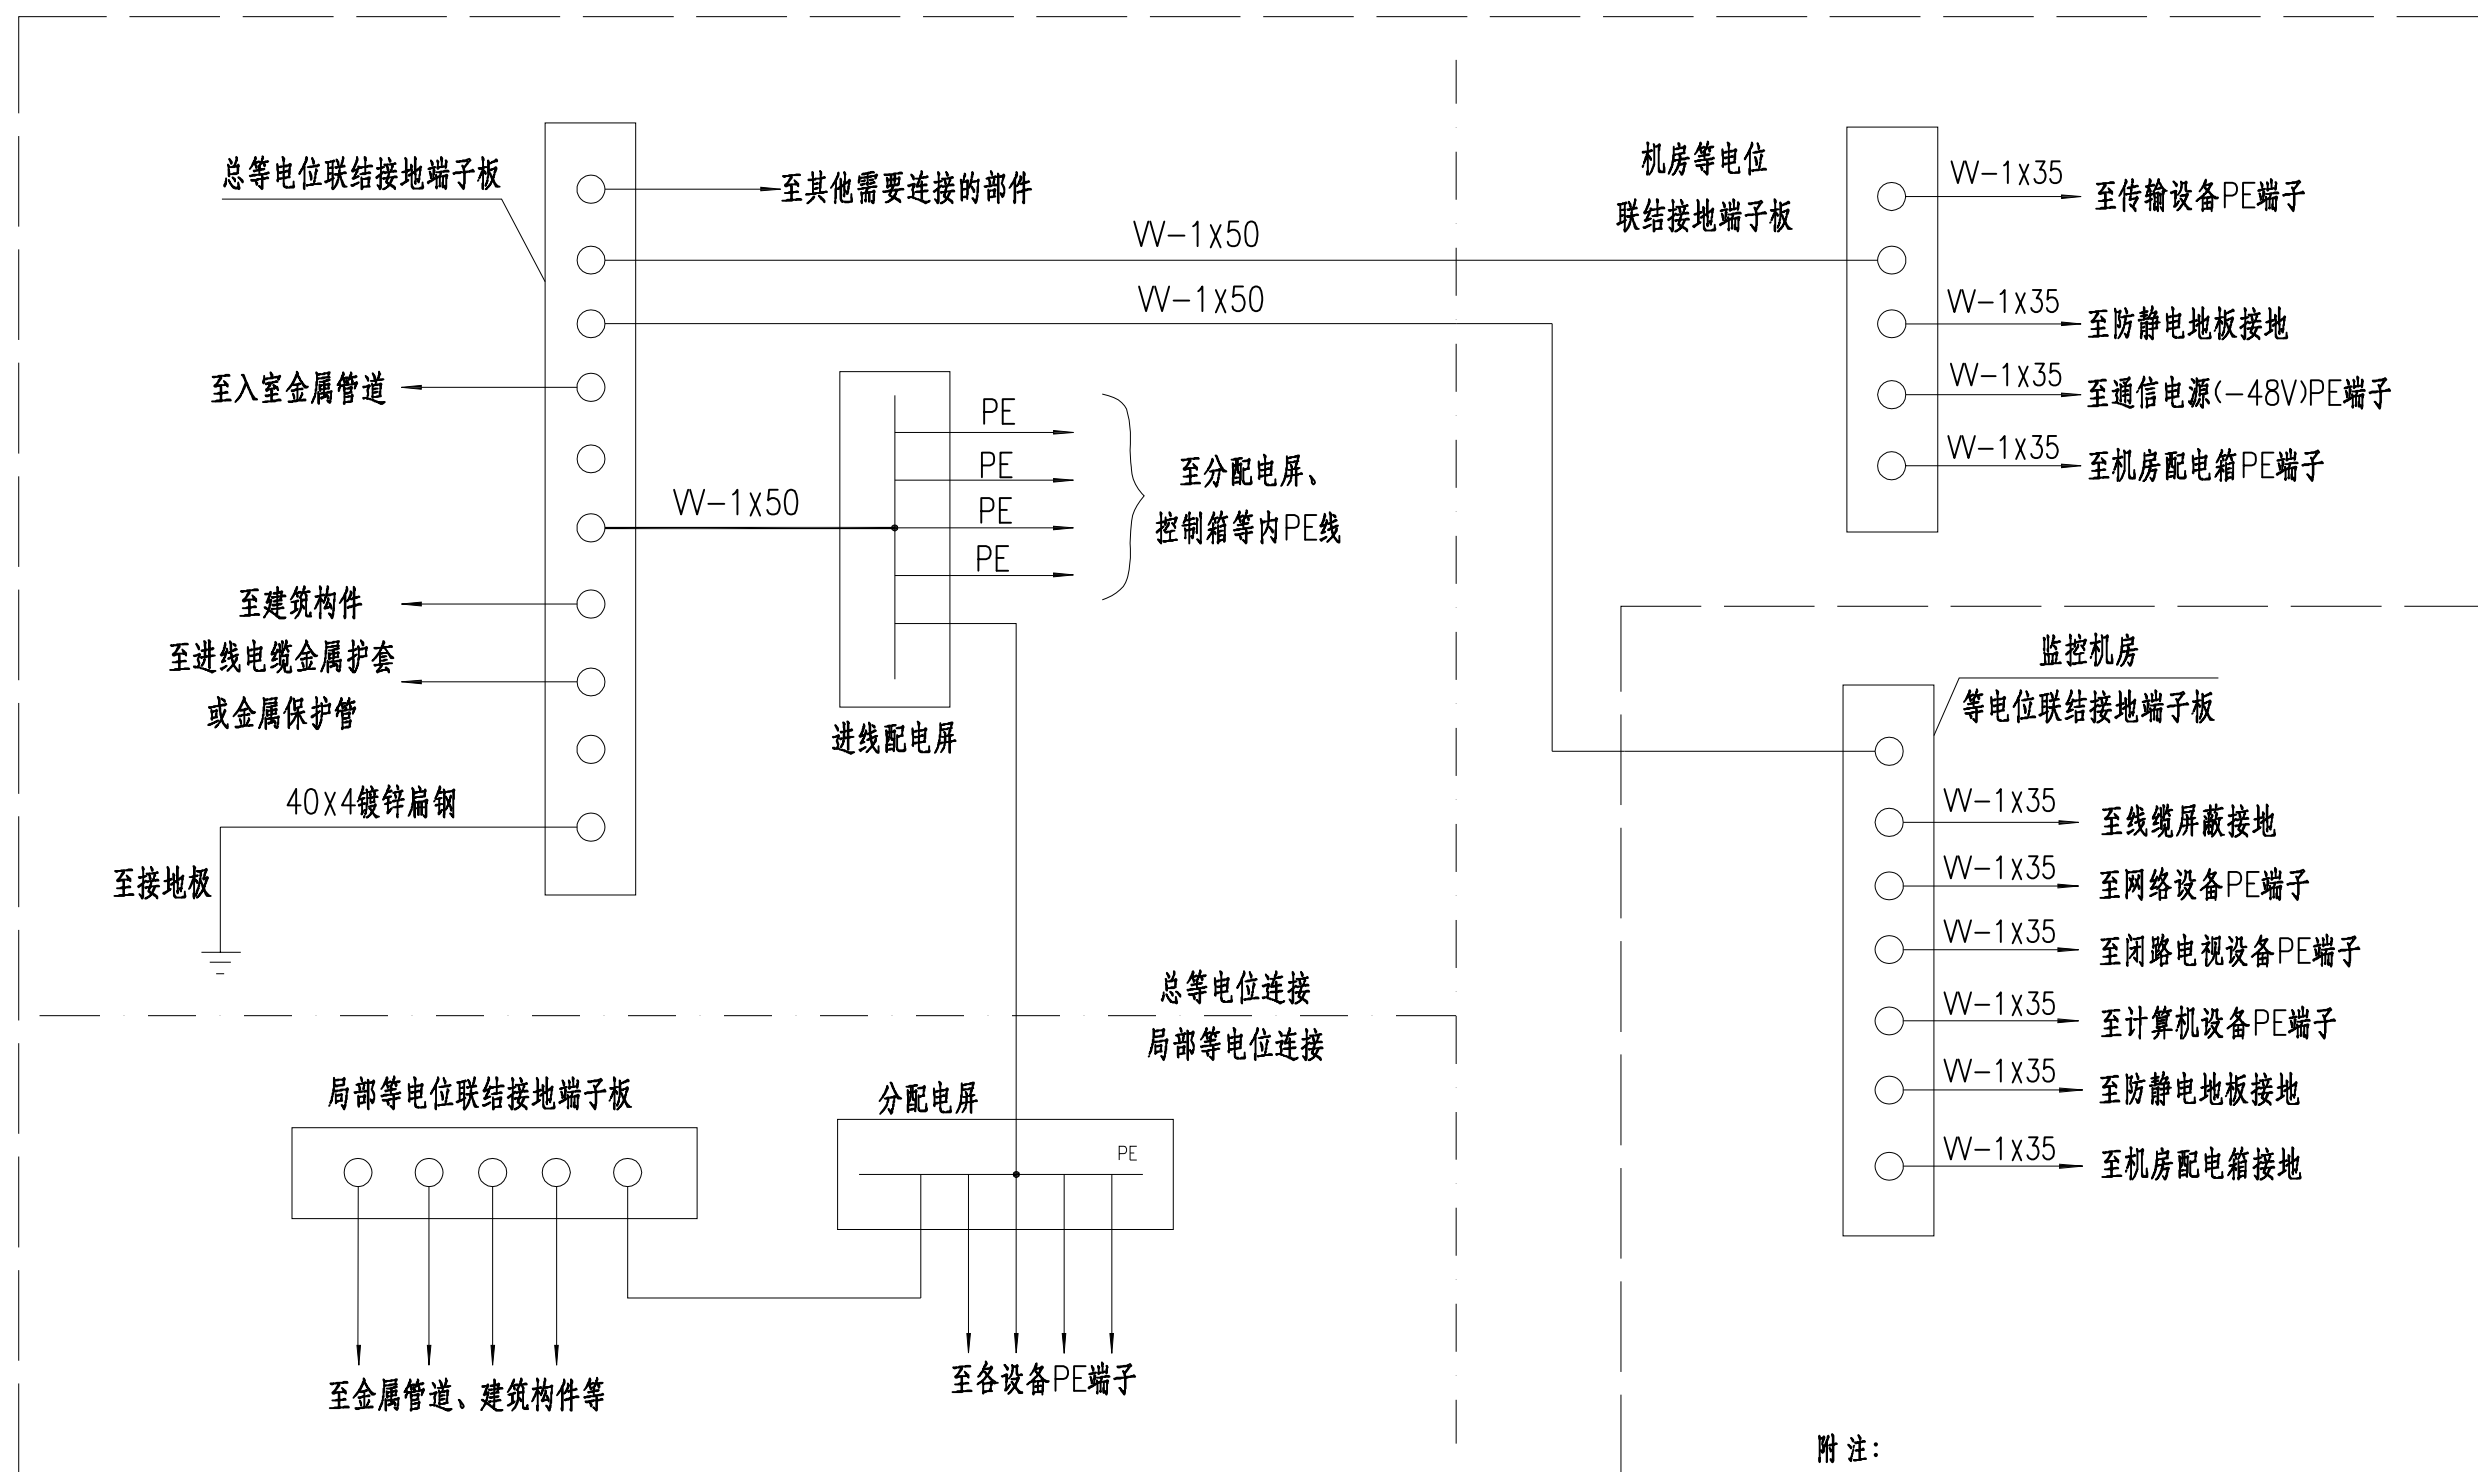 总等电位联结接地端子板
至其他需要连接的部件
VV-1X50
VV-1X50
至入室金属管道
VV-1X50
PE
PE
PE
PE
至分配电屏、
控制箱等内PE线
至建筑构件
至进线电缆金属护套
或金属保护管
进线配电屏
40X4镀锌扁钢
至接地极
总等电位连接
局部等电位连接
局部等电位联结接地端子板
至金属管道、建筑构件等
分配电屏
PE
至各设备PE端子
机房等电位
联结接地端子板
VV-1X35
至传输设备PE端子
VV-1X35
至防静电地板接地
VV-1X35
至通信电源(-48V)PE端子
VV-1X35
至机房配电箱PE端子
监控机房
等电位联结接地端子板
VV-1X35
至线缆屏蔽接地
VV-1X35
至网络设备PE端子
VV-1X35
至闭路电视设备PE端子
VV-1X35
至计算机设备PE端子
VV-1X35
至防静电地板接地
VV-1X35
至机房配电箱接地
附注: